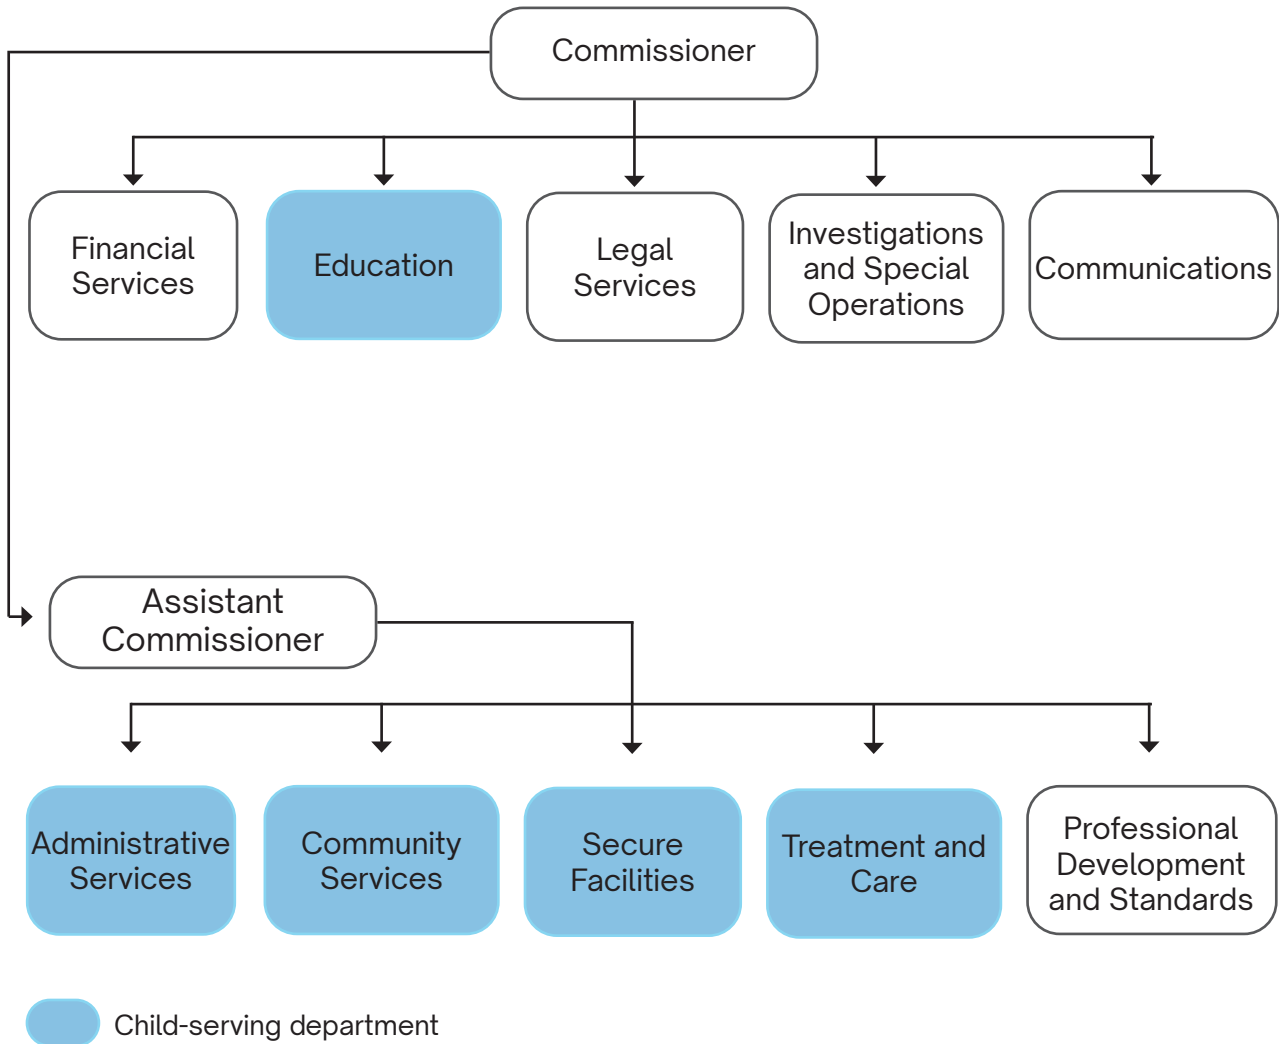 Commissioner
Financial
Services
Education
Legal
Services
Investigations
and Special
Operations
Communications
Assistant
Commissioner
Administrative
Services
Community
Services
Secure
Facilities
Treatment and
Care
Professional
Development
and Standards
Child-serving department